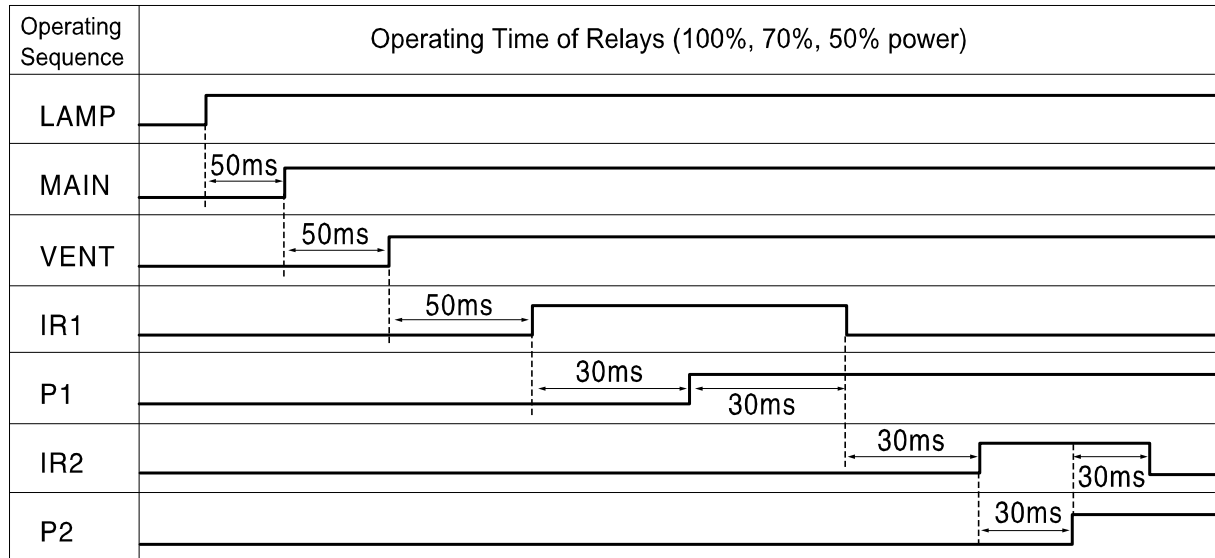 Operating
Sequence
Operating Time of Relays (100%, 70%, 50% power)
LAMP
MAIN
50ms
VENT
50ms
IR1
50ms
P1
30ms
30ms
IR2
30ms
30ms
P2
30ms